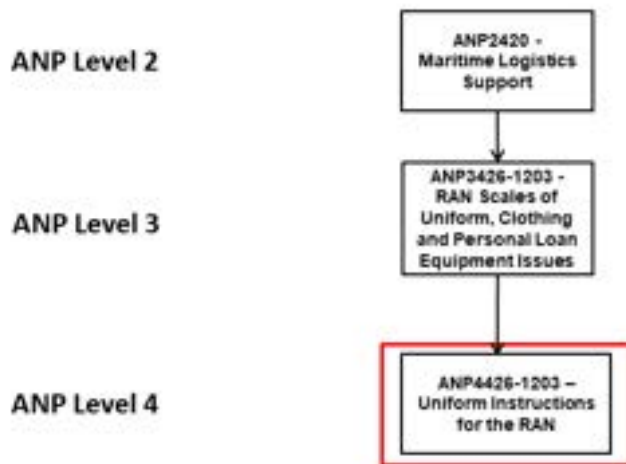 ANP Level 2
ANP2420 -
Maritime Logistics
Support
ANP Level 3
ANP3426-1203 -
RAN Scales of
Uniform, Clothing
and Personal Loan
Equipment Issues
ANP Level 4
ANP4426-1203 –
Uniform Instructions
for the RAN